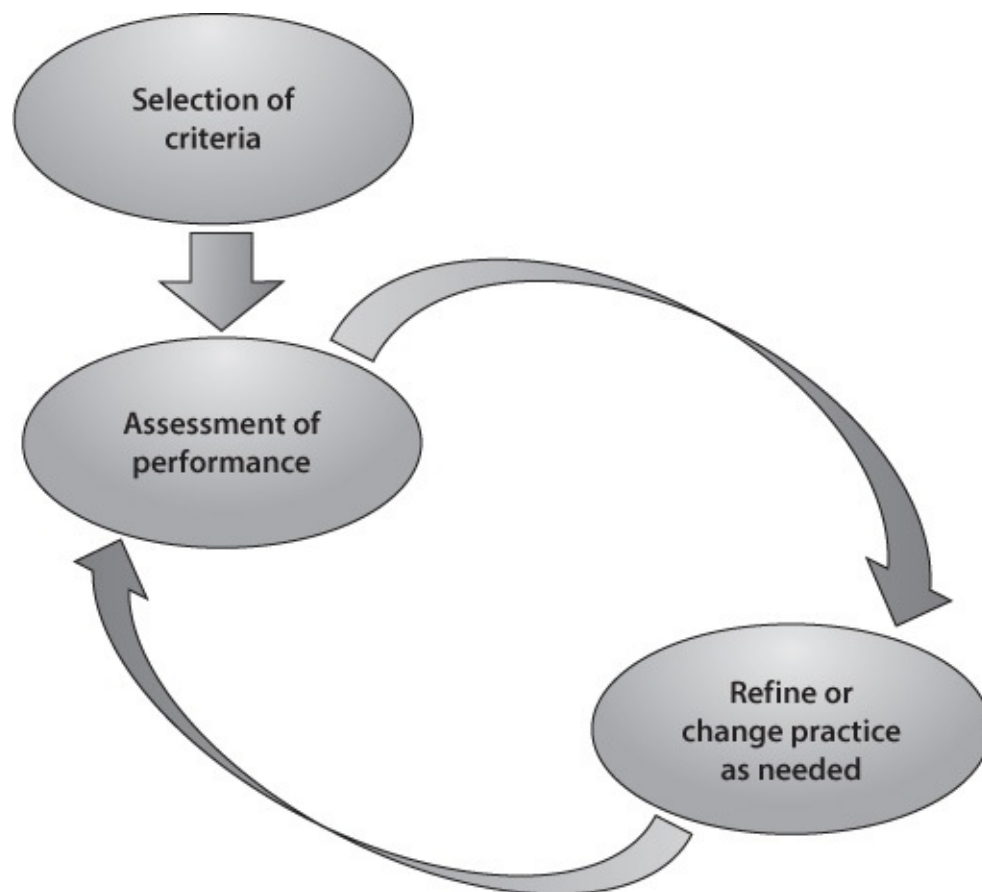 Selection of
criteria
Assessment of
performance
Refine or
change practice
as needed